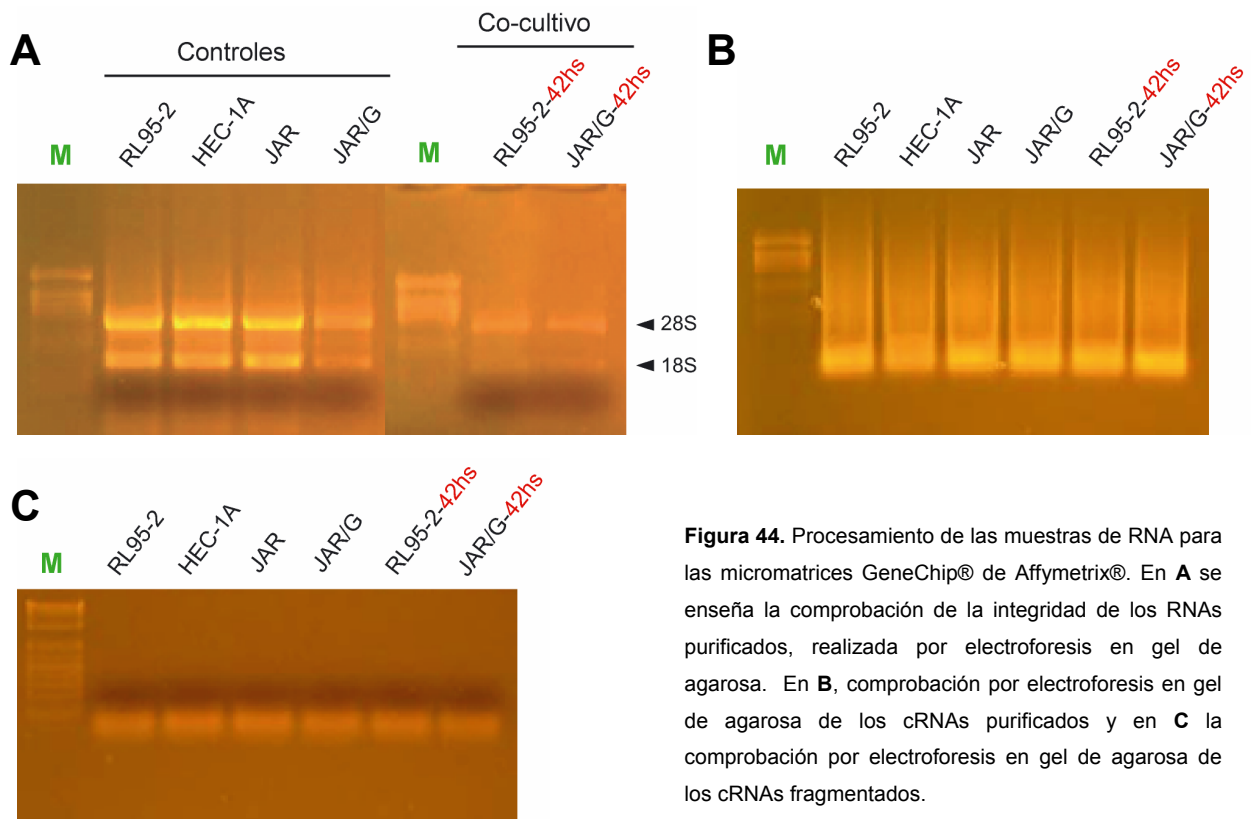 A
Controles
Co-cultivo
RL95-2
HEC-1A
JAR
JAR/G
RL95-2-42hs
JAR/G-42hs
M
M
28S
18S
B
RL95-2
HEC-1A
JAR
JAR/G
RL95-2-42hs
JAR/G-42hs
M
C
RL95-2
HEC-1A
JAR
JAR/G
RL95-2-42hs
JAR/G-42hs
M
Figura 44. Procesamiento de las muestras de RNA para
las micromatrices GeneChip® de Affymetrix®. En A se
enseña la comprobación de la integridad de los RNAs
purificados, realizada por electroforesis en gel de
agarosa. En B, comprobación por electroforesis en gel
de agarosa de los cRNAs purificados y en C la
comprobación por electroforesis en gel de agarosa de
los cRNAs fragmentados.